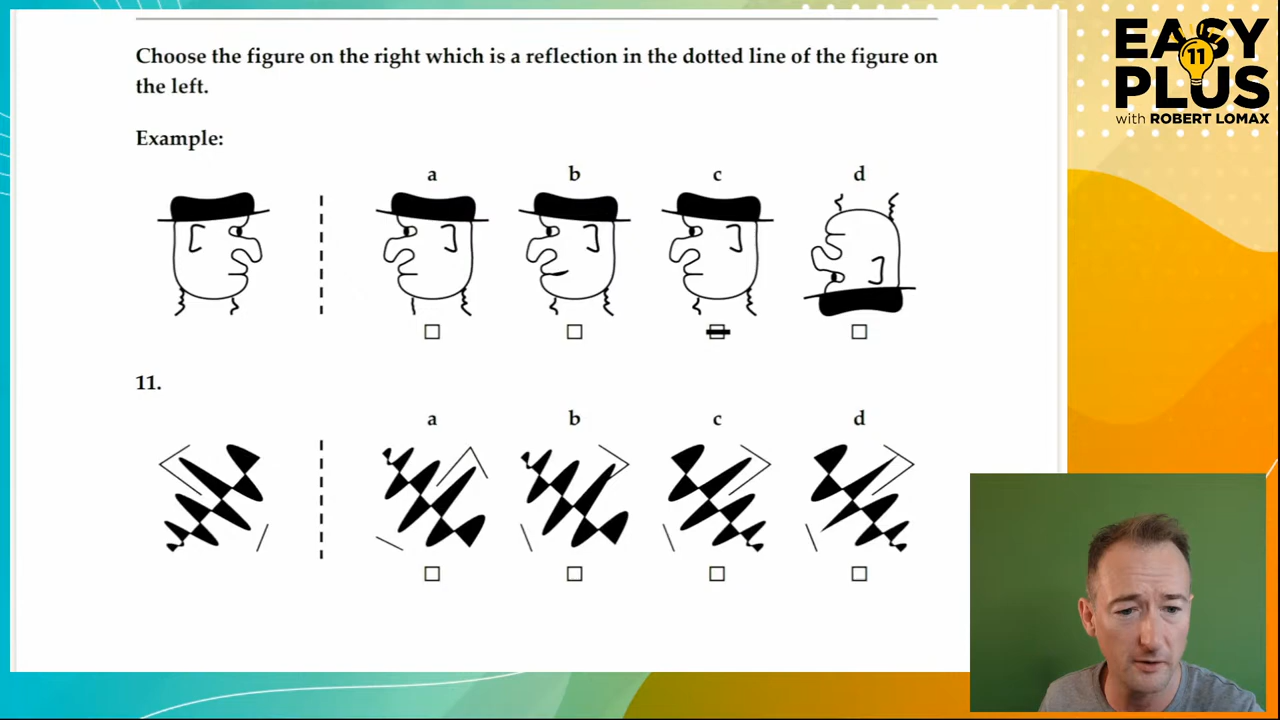 EASY
11
PLUS
with ROBERT LOMAX
Choose the figure on the right which is a reflection in the dotted line of the figure on
the left.
Example:
a b c d
11.
a b c d